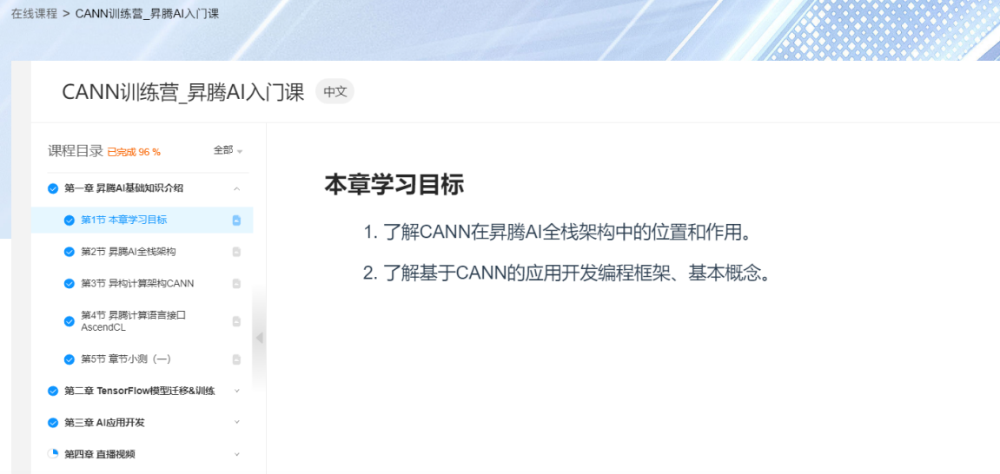 在线课程 > CANN训练营_昇腾AI入门课
CANN训练营_昇腾AI入门课 中文
课程目录 已完成 96 % 全部
第一章 昇腾AI基础知识介绍
第1节 本章学习目标
第2节 昇腾AI全栈架构
第3节 异构计算架构CANN
第4节 昇腾计算语言接口
AscendCL
第5节 章节小测（一）
第二章 TensorFlow模型迁移&训练
第三章 AI应用开发
第四章 直播视频
本章学习目标
1. 了解CANN在昇腾AI全栈架构中的位置和作用。
2. 了解基于CANN的应用开发编程框架、基本概念。